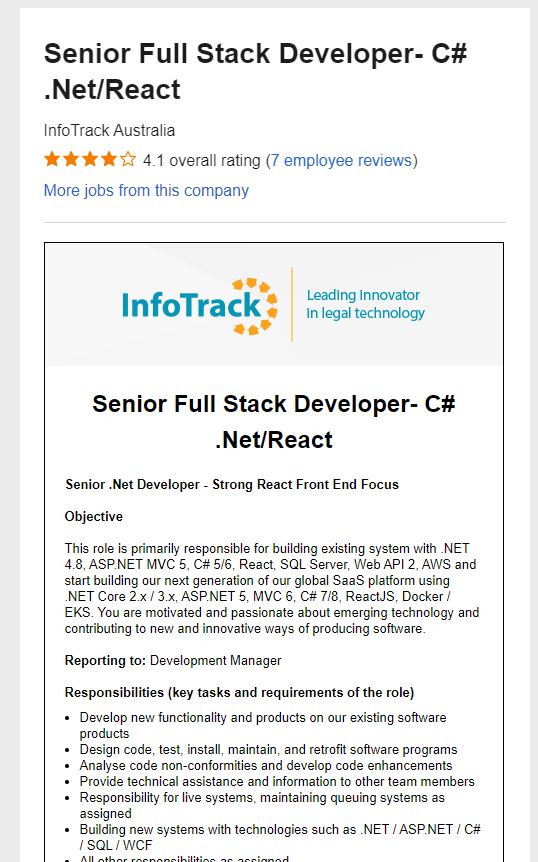 Senior Full Stack Developer- C#
.Net/React
InfoTrack Australia
4.1 overall rating (7 employee reviews)
More jobs from this company
InfoTrack
Leading innovator
in legal technology
Senior Full Stack Developer- C#
.Net/React
Senior .Net Developer - Strong React Front End Focus
Objective
This role is primarily responsible for building existing system with .NET
4.8, ASP.NET MVC 5, C# 5/6, React, SQL Server, Web API 2, AWS and
start building our next generation of our global SaaS platform using
.NET Core 2.x / 3.x, ASP.NET 5, MVC 6, C# 7/8, ReactJS, Docker /
EKS. You are motivated and passionate about emerging technology and
contributing to new and innovative ways of producing software.
Reporting to: Development Manager
Responsibilities (key tasks and requirements of the role)
• Develop new functionality and products on our existing software
products
• Design code, test, install, maintain, and retrofit software programs
• Analyse code non-conformities and develop code enhancements
• Provide technical assistance and information to other team members
• Responsibility for live systems, maintaining queuing systems as
assigned
• Building new systems with technologies such as .NET / ASP.NET / C#
/ SQL / WCF
• All other responsibilities as assigned